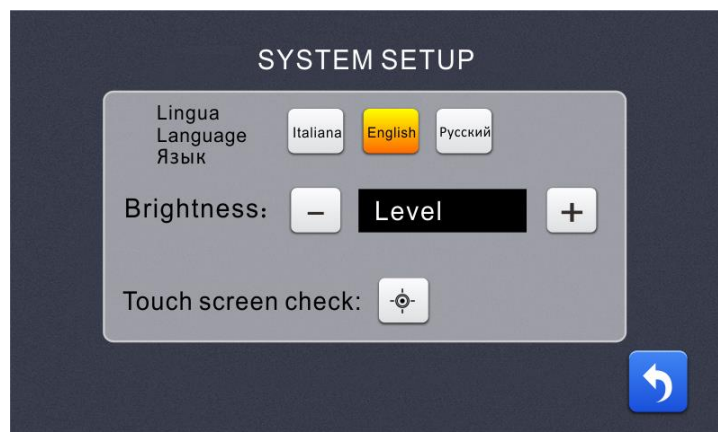 SYSTEM SETUP
Lingua
Language
Язык
Italiana English Русский
Brightness: − Level +
Touch screen check: